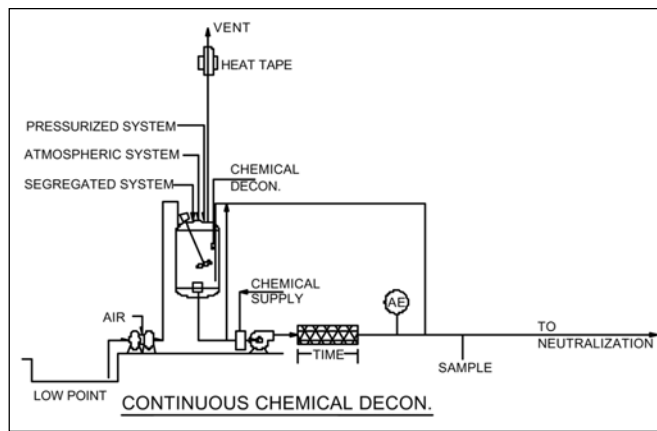 VENT
HEAT TAPE
PRESSURIZED SYSTEM
ATMOSPHERIC SYSTEM
SEGREGATED SYSTEM
CHEMICAL
DECON.
CHEMICAL
SUPPLY
AIR
AE
TO
NEUTRALIZATION
TIME
SAMPLE
LOW POINT
CONTINUOUS CHEMICAL DECON.